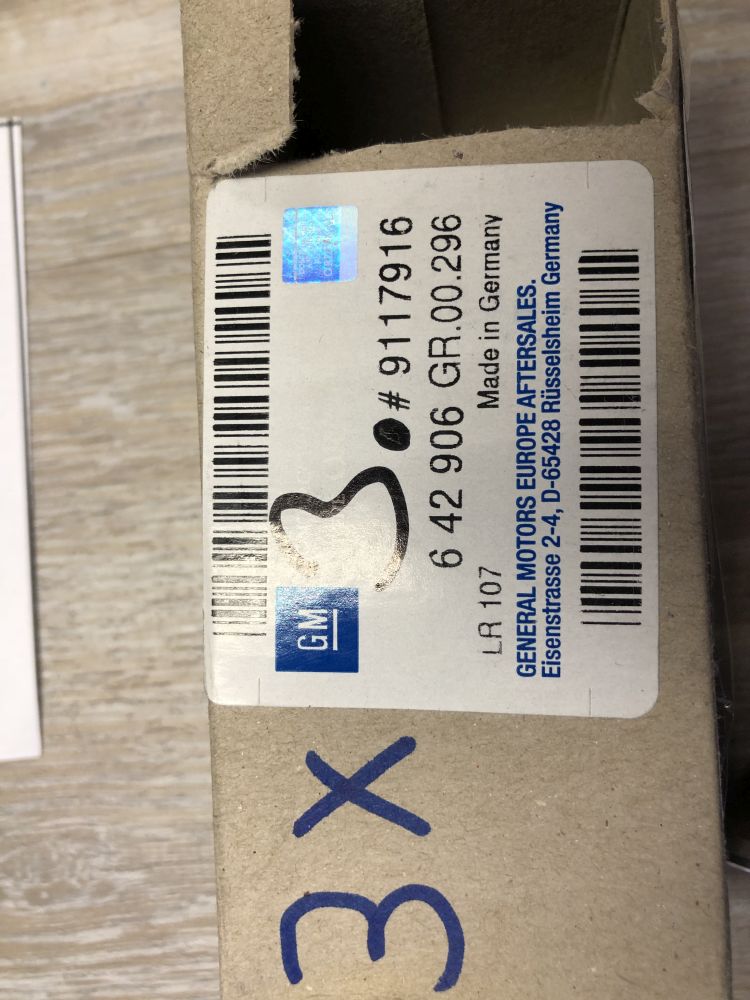 GM
3.
# 9117916
6 42 906 GR.00.296
LR 107
Made in Germany
GENERAL MOTORS EUROPE AFTERSALES.
Eisenstrasse 2-4, D-65428 Rüsselsheim Germany
3X